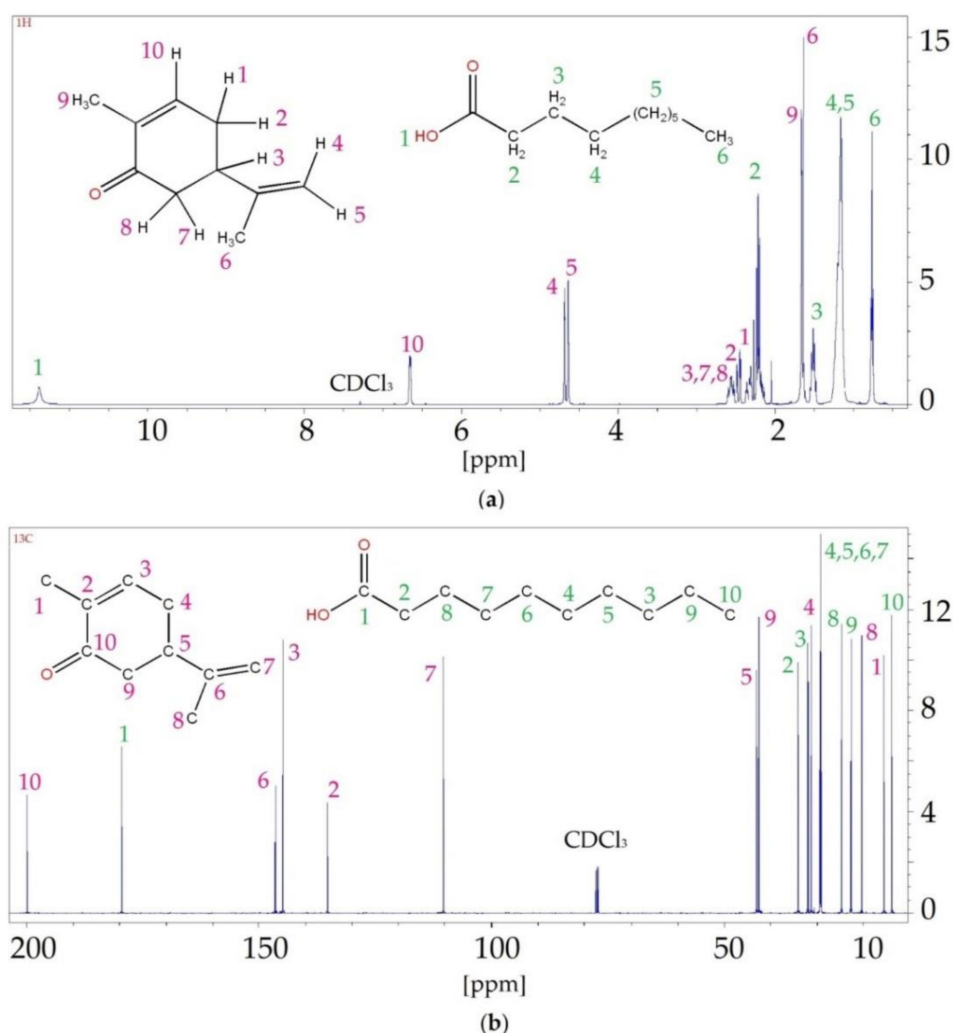 1H
15
10
5
0
10
9
1
2
3
4
5
6
7
8
H
H
H
H
H
H
H
H
H₃C
O
O
HO
H₂
C
C
H₂
C
H₂
(CH₂)₅
CH₃
1
2
3
4
5
6
1
10
CDCl₃
4
5
3,7,8
2
1
2
9
6
3
4,5
6
10 8 6 4 2
[ppm]
(a)
13C
12
8
4
0
1
2
3
4
5
6
7
8
9
10
C
C
C
C
C
C
C
C
C
C
O
O
HO
C C C C C C C C C C
1 2 8 7 6 4 5 3 9 10
10
1
6
3
2
7
CDCl₃
5
9
2
3
4
4,5,6,7
8
9
8
1
10
200 150 100 50 10
[ppm]
(b)